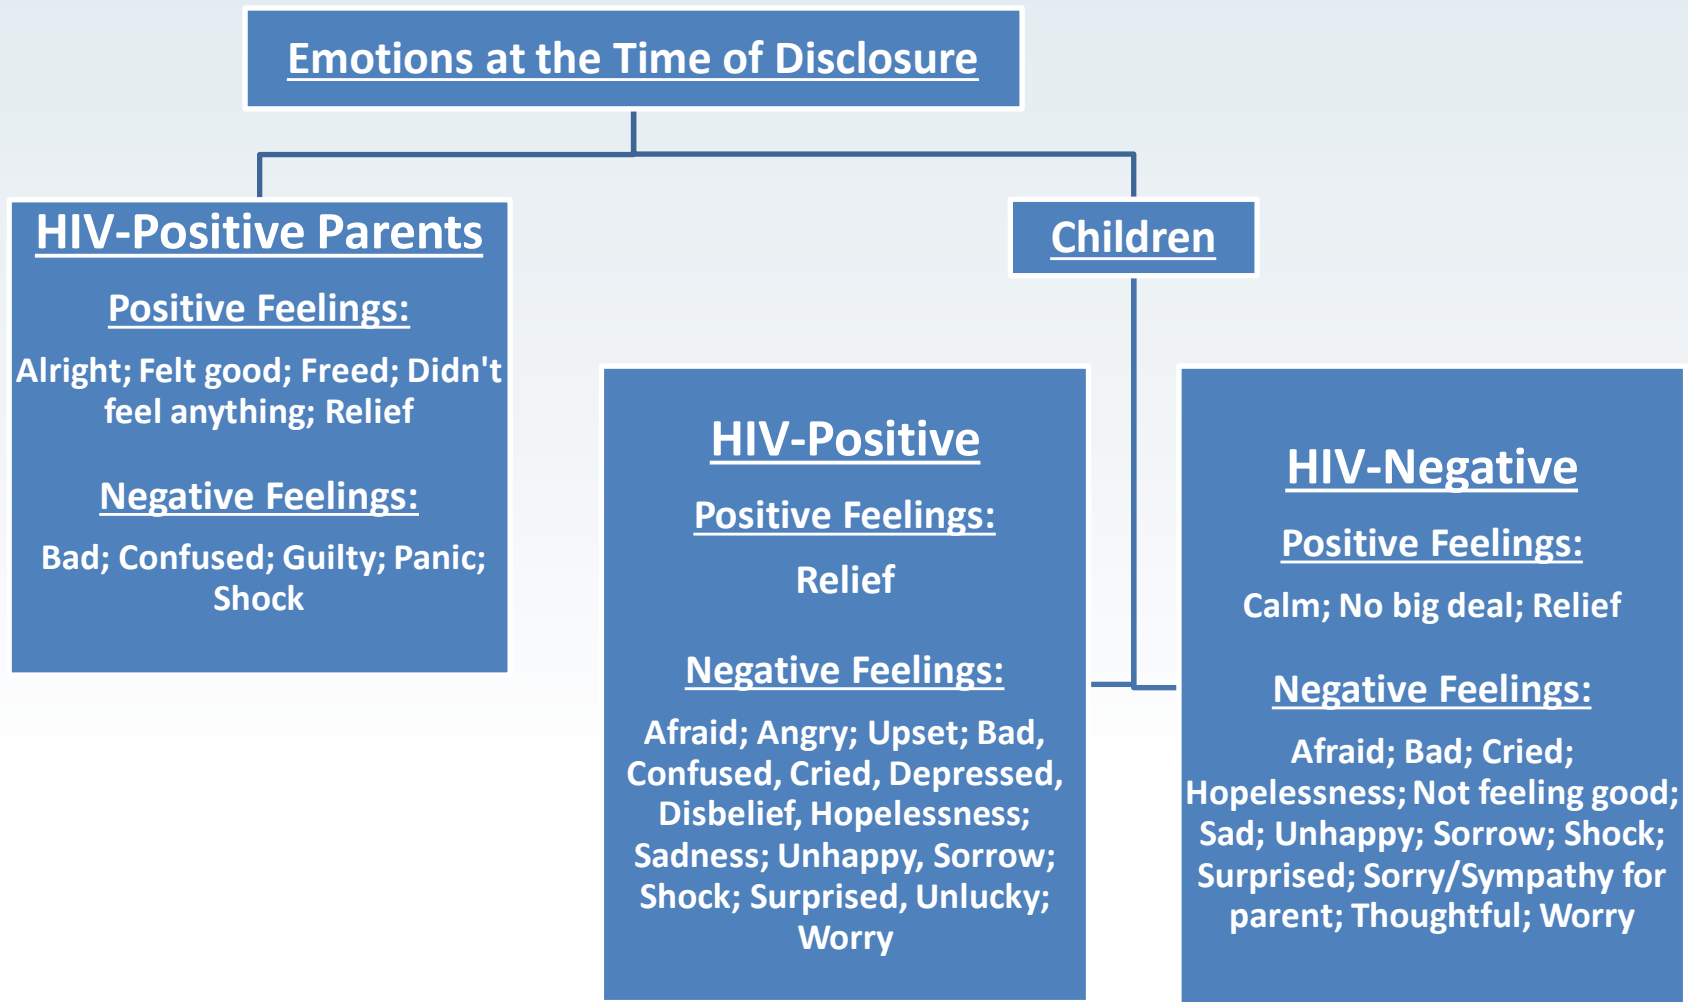 Emotions at the Time of Disclosure
HIV-Positive Parents
Positive Feelings:
Alright; Felt good; Freed; Didn't
feel anything; Relief
Negative Feelings:
Bad; Confused; Guilty; Panic;
Shock
Children
HIV-Positive
Positive Feelings:
Relief
Negative Feelings:
Afraid; Angry; Upset; Bad,
Confused, Cried, Depressed,
Disbelief, Hopelessness;
Sadness; Unhappy, Sorrow;
Shock; Surprised, Unlucky;
Worry
HIV-Negative
Positive Feelings:
Calm; No big deal; Relief
Negative Feelings:
Afraid; Bad; Cried;
Hopelessness; Not feeling good;
Sad; Unhappy; Sorrow; Shock;
Surprised; Sorry/Sympathy for
parent; Thoughtful; Worry